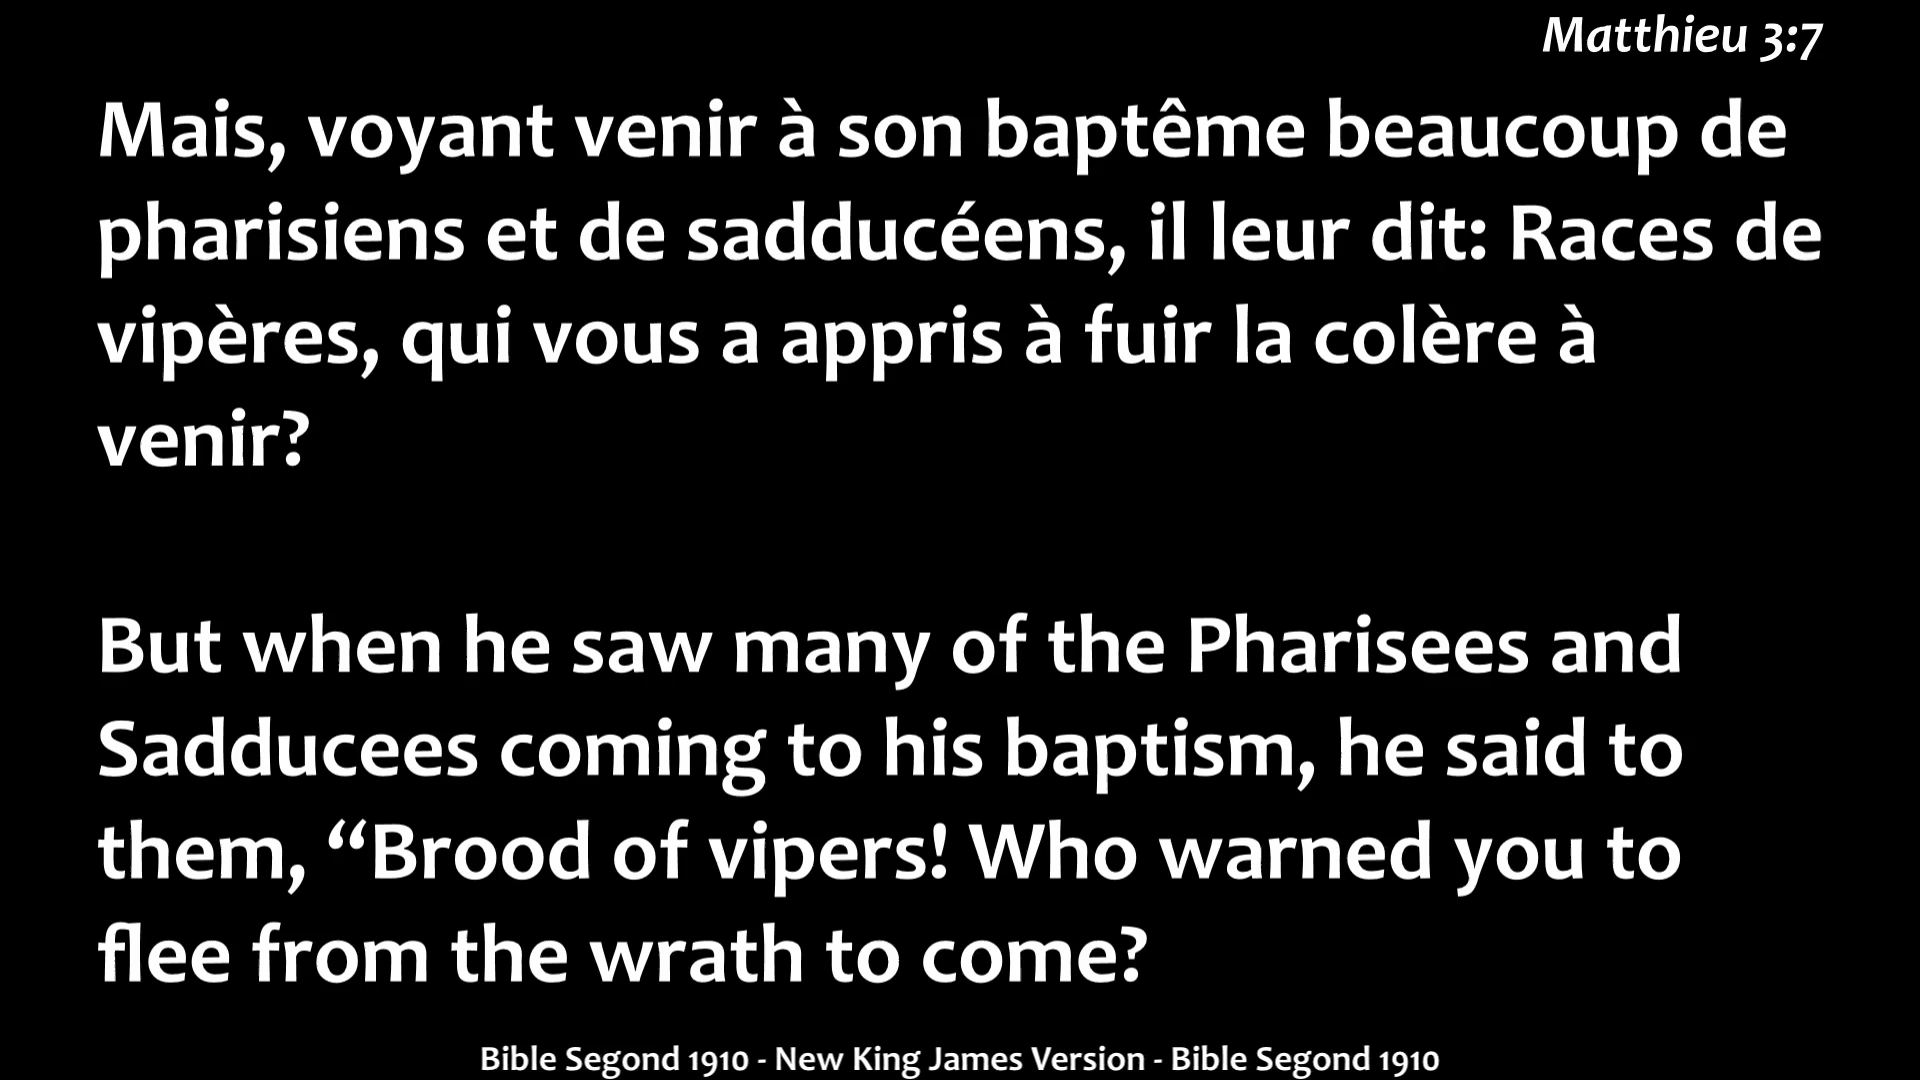 Matthieu 3:7
Mais, voyant venir à son baptême beaucoup de
pharisiens et de sadducéens, il leur dit: Races de
vipères, qui vous a appris à fuir la colère à
venir?
But when he saw many of the Pharisees and
Sadducees coming to his baptism, he said to
them, “Brood of vipers! Who warned you to
flee from the wrath to come?
Bible Segond 1910 - New King James Version - Bible Segond 1910